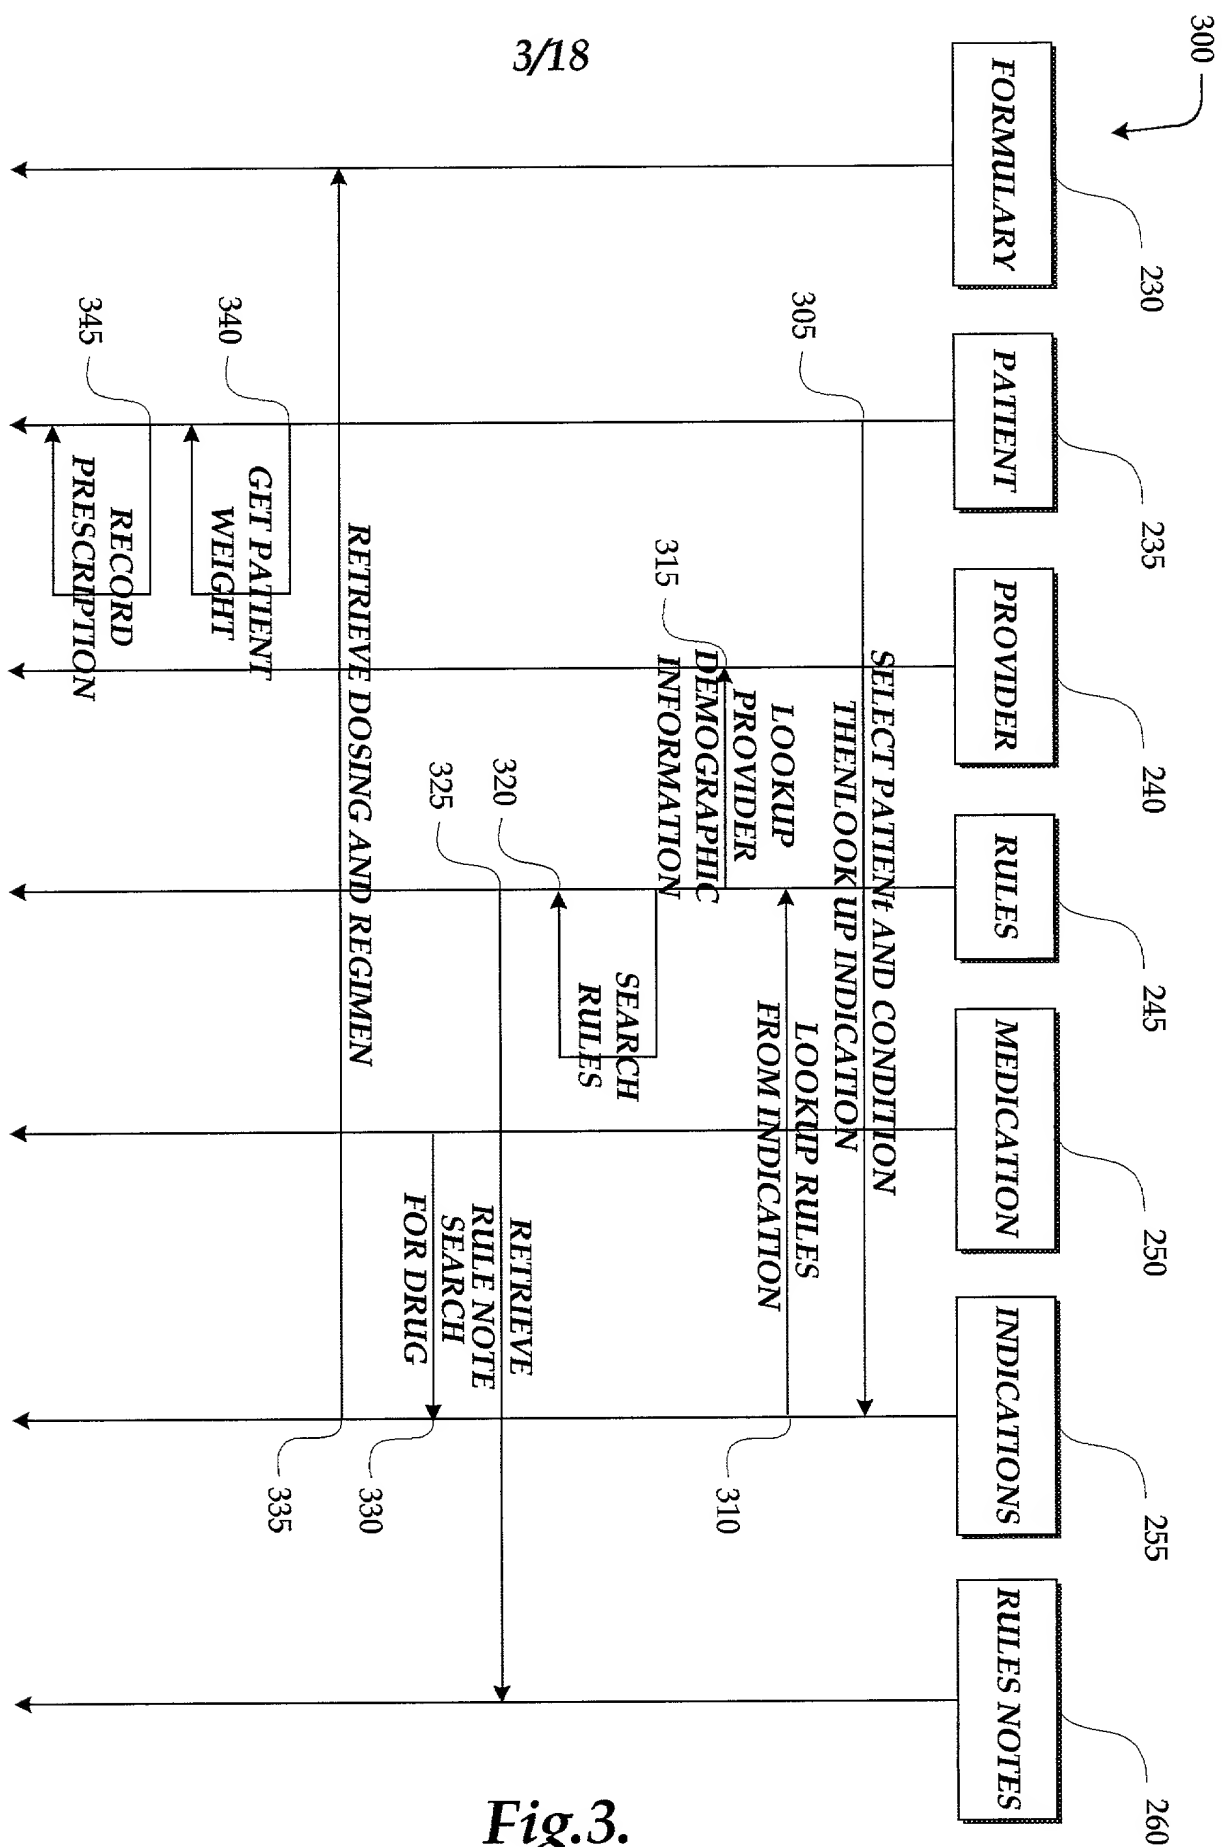 3/18
300
FORMULARY
230
PATIENT
235
PROVIDER
240
RULES
245
MEDICATION
250
INDICATIONS
255
RULES NOTES
260
305
SELECT PATIENt AND CONDITION
THENLOOK UP INDICATION
LOOKUP RULES
FROM INDICATION
310
315
LOOKUP
PROVIDER
DEMOGRAPHIC
INFORMATION
SEARCH
RULES
320
325
RETRIEVE
RULE NOTE
SEARCH
FOR DRUG
330
RETRIEVE DOSING AND REGIMEN
335
340
GET PATIENT
WEIGHT
345
RECORD
PRESCRIPTION
Fig.3.